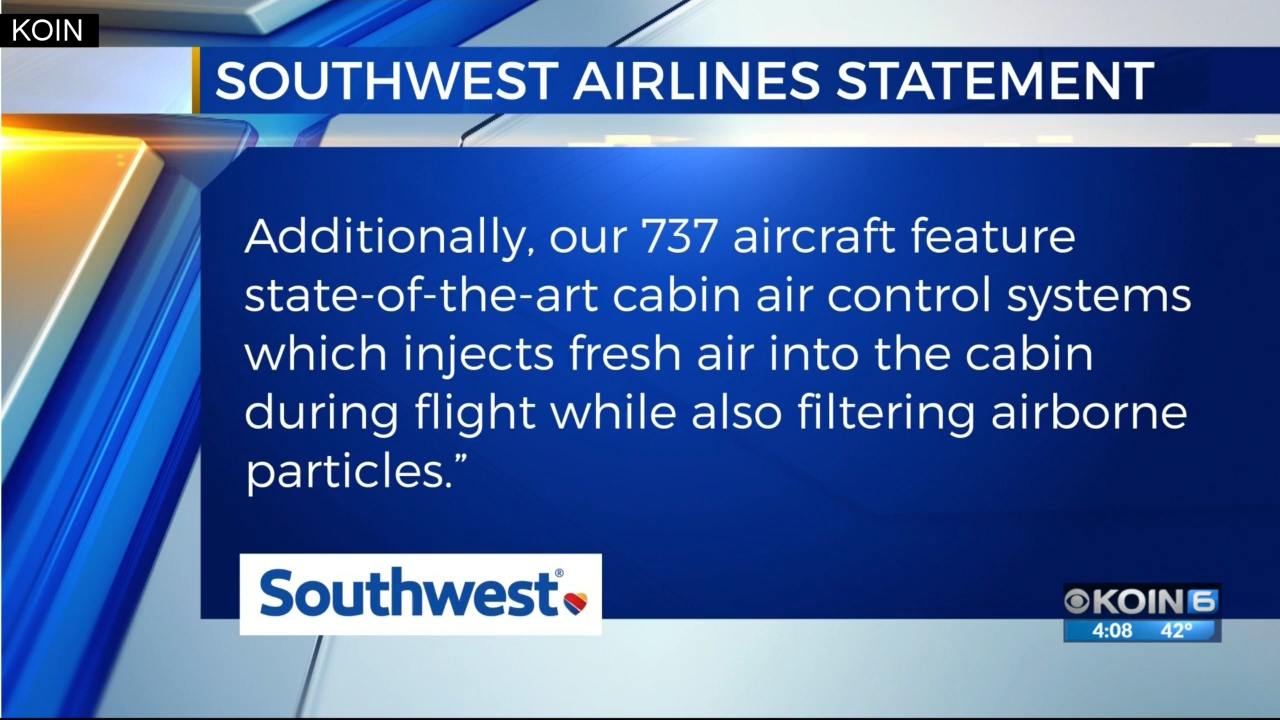 KOIN
SOUTHWEST AIRLINES STATEMENT
Additionally, our 737 aircraft feature
state-of-the-art cabin air control systems
which injects fresh air into the cabin
during flight while also filtering airborne
particles.”
Southwest®
KOIN 6
4:08 42°